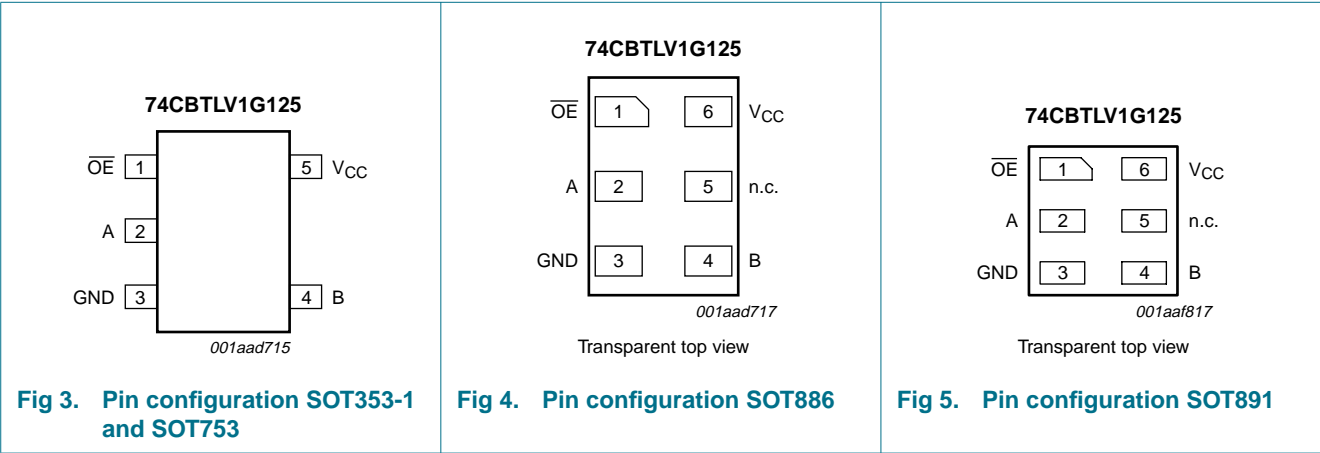 74CBTLV1G125
OE 1 5 VCC
A 2
GND 3 4 B
001aad715
Fig 3. Pin configuration SOT353-1
and SOT753
74CBTLV1G125
OE 1 6 VCC
A 2 5 n.c.
GND 3 4 B
001aad717
Transparent top view
Fig 4. Pin configuration SOT886
74CBTLV1G125
OE 1 6 VCC
A 2 5 n.c.
GND 3 4 B
001aaf817
Transparent top view
Fig 5. Pin configuration SOT891